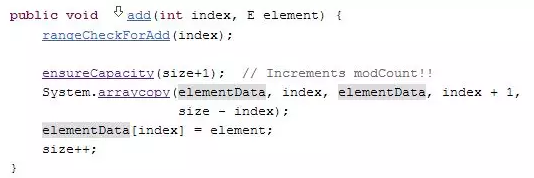 public void add(int index, E element) {
    rangeCheckForAdd(index);
    ensureCapacity(size+1);  // Increments modCount!!
    System.arraycopy(elementData, index, elementData, index + 1,
                     size - index);
    elementData[index] = element;
    size++;
}